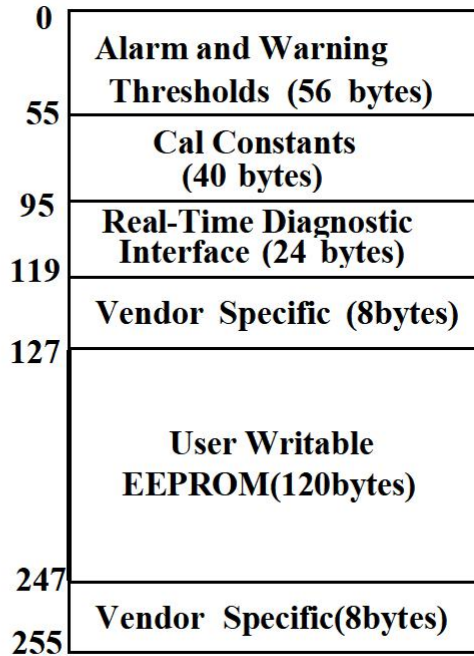 0
Alarm and Warning
Thresholds (56 bytes)
55
Cal Constants
(40 bytes)
95
Real-Time Diagnostic
Interface (24 bytes)
119
Vendor Specific (8bytes)
127
User Writable
EEPROM(120bytes)
247
Vendor Specific(8bytes)
255